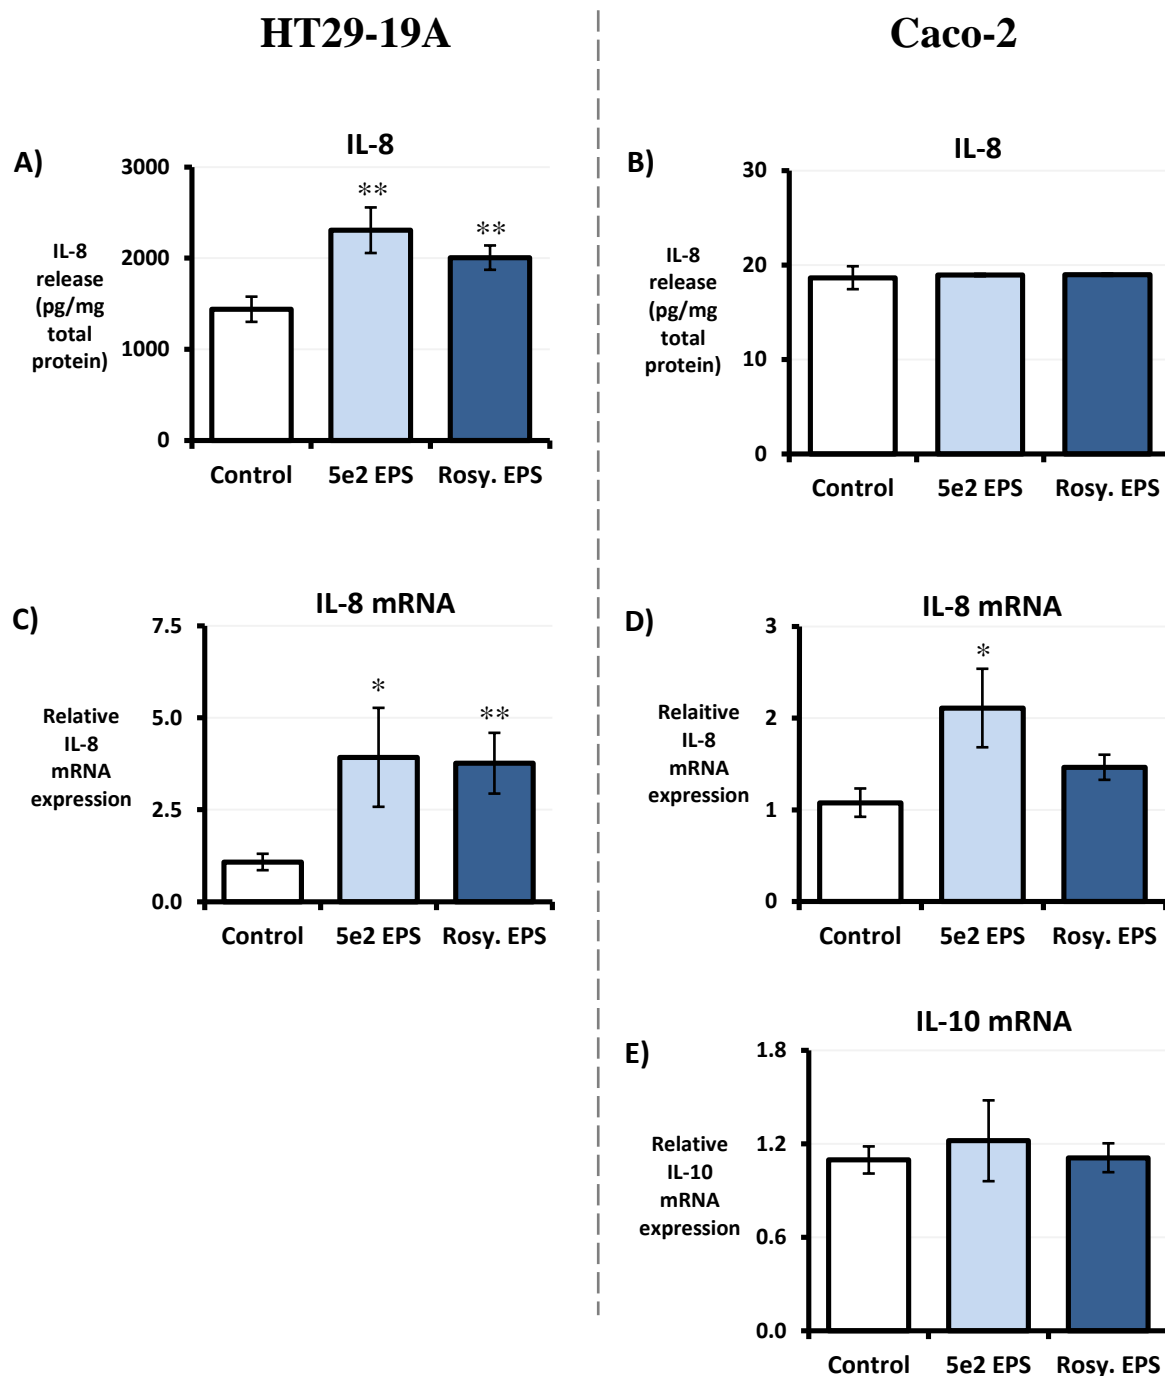 HT29-19A
Caco-2
A)
IL-8
3000
2000
1000
0
IL-8
release
(pg/mg
total
protein)
**
**
Control
5e2 EPS
Rosy. EPS
B)
IL-8
30
20
10
0
IL-8
release
(pg/mg
total
protein)
Control
5e2 EPS
Rosy. EPS
C)
IL-8 mRNA
7.5
5.0
2.5
0.0
Relative
IL-8
mRNA
expression
*
**
Control
5e2 EPS
Rosy. EPS
D)
IL-8 mRNA
3
2
1
0
Relaitive
IL-8
mRNA
expression
*
Control
5e2 EPS
Rosy. EPS
E)
IL-10 mRNA
1.8
1.2
0.6
0.0
Relative
IL-10
mRNA
expression
Control
5e2 EPS
Rosy. EPS